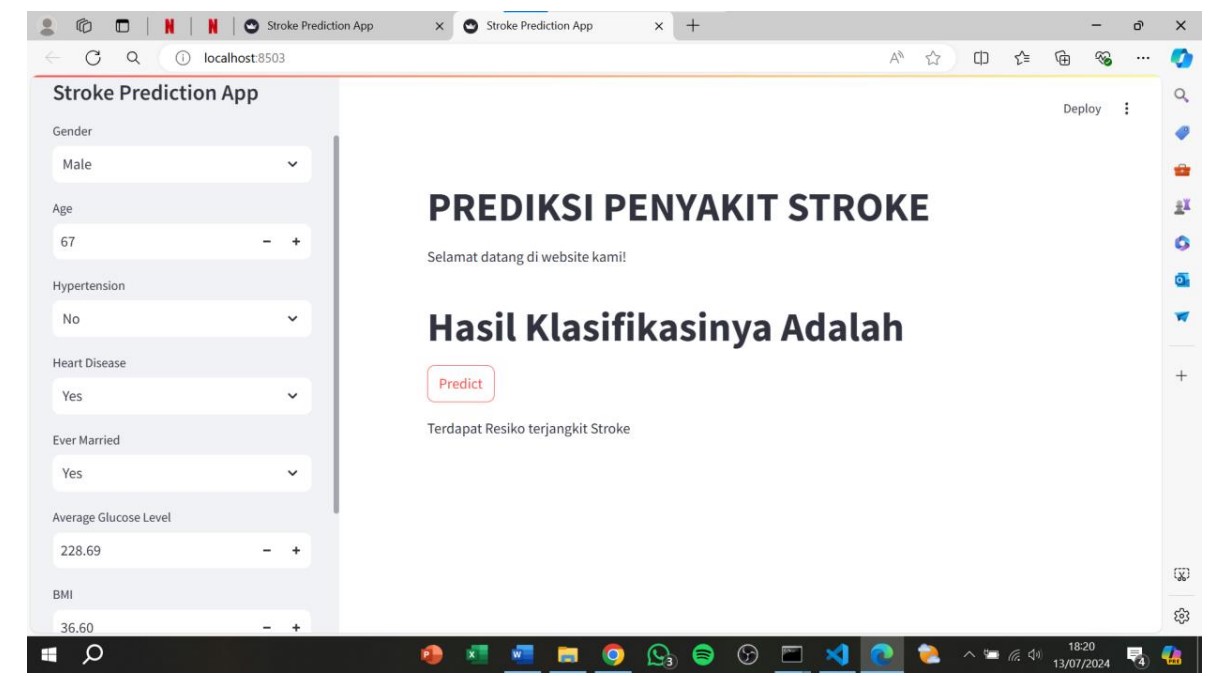 Stroke Prediction App
Stroke Prediction App
localhost:8503
Stroke Prediction App
Gender
Male
Age
67
Hypertension
No
Heart Disease
Yes
Ever Married
Yes
Average Glucose Level
228.69
BMI
36.60
Deploy
PREDIKSI PENYAKIT STROKE
Selamat datang di website kami!
Hasil Klasifikasinya Adalah
Predict
Terdapat Resiko terjangkit Stroke
3
18:20
13/07/2024
4